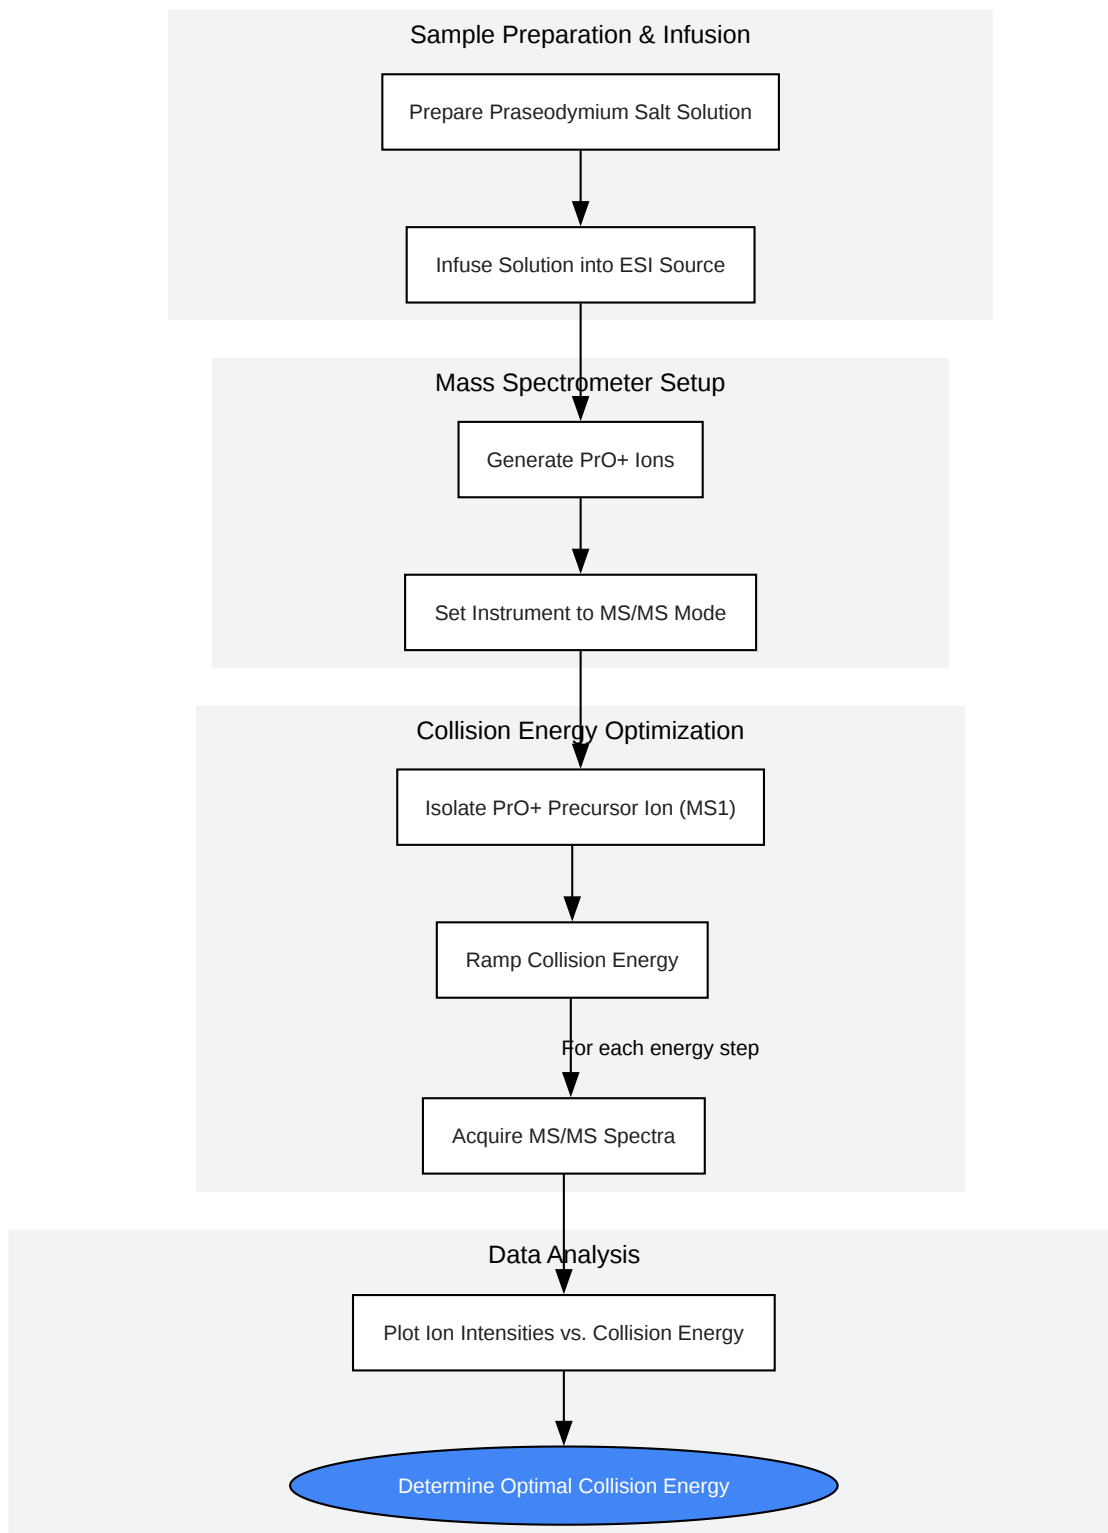 Sample Preparation & Infusion
Prepare Praseodymium Salt Solution
Infuse Solution into ESI Source
Mass Spectrometer Setup
Generate PrO+ Ions
Set Instrument to MS/MS Mode
Collision Energy Optimization
Isolate PrO+ Precursor Ion (MS1)
Ramp Collision Energy
For each energy step
Acquire MS/MS Spectra
Data Analysis
Plot Ion Intensities vs. Collision Energy
Determine Optimal Collision Energy